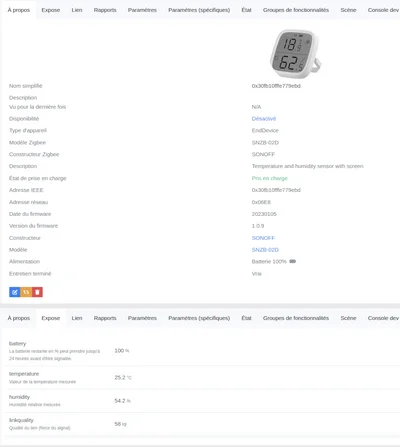 À propos Expose Lien Rapports Paramètres Paramètres (spécifiques) État Groupes de fonctionnalités Scène Console dev
18
62
Nom simplifié 0x30fb10fffe779ebd
Description
Vu pour la dernière fois N/A
Disponibilité Désactivé
Type d'appareil EndDevice
Modèle Zigbee SNZB-02D
Constructeur Zigbee SONOFF
Description Temperature and humidity sensor with screen
État de prise en charge Pris en charge
Adresse IEEE 0x30fb10fffe779ebd
Adresse réseau
Date du firmware 20230105
Version du firmware 1.0.9
Constructeur SONOFF
Modèle SNZB-02D
Alimentation Batterie 100%
Entretien terminé Vrai
À propos Expose Lien Rapports Paramètres Paramètres (spécifiques) État Groupes de fonctionnalités Scène Console dev
battery
La batterie restante en % peut prendre jusqu'à 100 %
24 heures avant d'être signalée.
temperature
Valeur de la température mesurée 25.2 °C
humidity
Humidité relative mesurée 54.2 %
linkquality
Qualité du lien (force du signal) 56 lqi